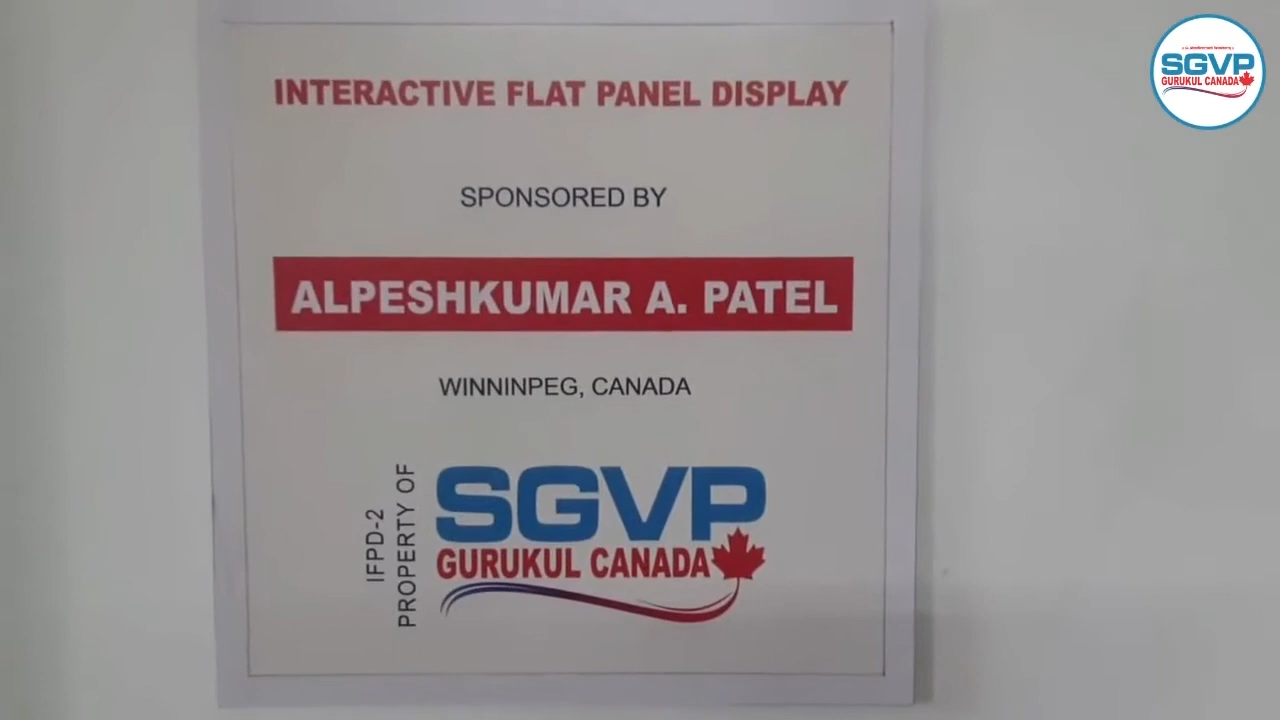 INTERACTIVE FLAT PANEL DISPLAY
SPONSORED BY
ALPESHKUMAR A. PATEL
WINNINPEG, CANADA
IFPD-2
PROPERTY OF
SGVP
GURUKUL CANADA
SGVP
GURUKUL CANADA